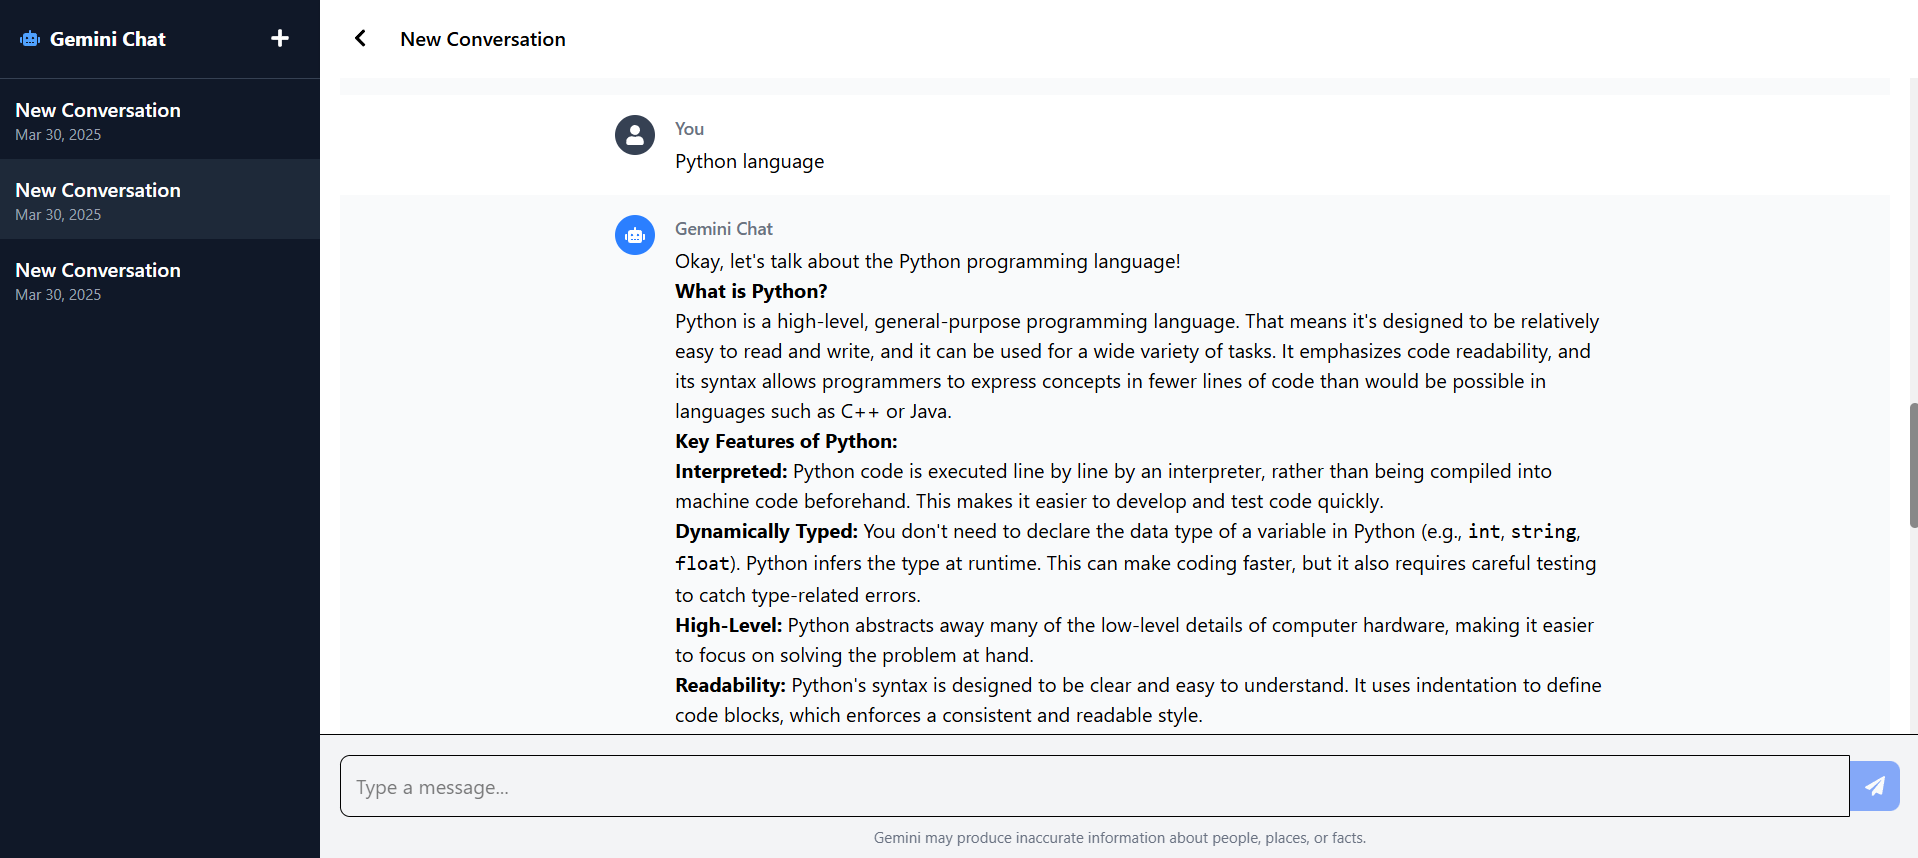 Gemini Chat
New Conversation
Mar 30, 2025
New Conversation
Mar 30, 2025
New Conversation
Mar 30, 2025
New Conversation
You
Python language
Gemini Chat
Okay, let's talk about the Python programming language!
What is Python?
Python is a high-level, general-purpose programming language. That means it's designed to be relatively
easy to read and write, and it can be used for a wide variety of tasks. It emphasizes code readability, and
its syntax allows programmers to express concepts in fewer lines of code than would be possible in
languages such as C++ or Java.
Key Features of Python:
Interpreted: Python code is executed line by line by an interpreter, rather than being compiled into
machine code beforehand. This makes it easier to develop and test code quickly.
Dynamically Typed: You don't need to declare the data type of a variable in Python (e.g., int, string,
float). Python infers the type at runtime. This can make coding faster, but it also requires careful testing
to catch type-related errors.
High-Level: Python abstracts away many of the low-level details of computer hardware, making it easier
to focus on solving the problem at hand.
Readability: Python's syntax is designed to be clear and easy to understand. It uses indentation to define
code blocks, which enforces a consistent and readable style.
Type a message...
Gemini may produce inaccurate information about people, places, or facts.